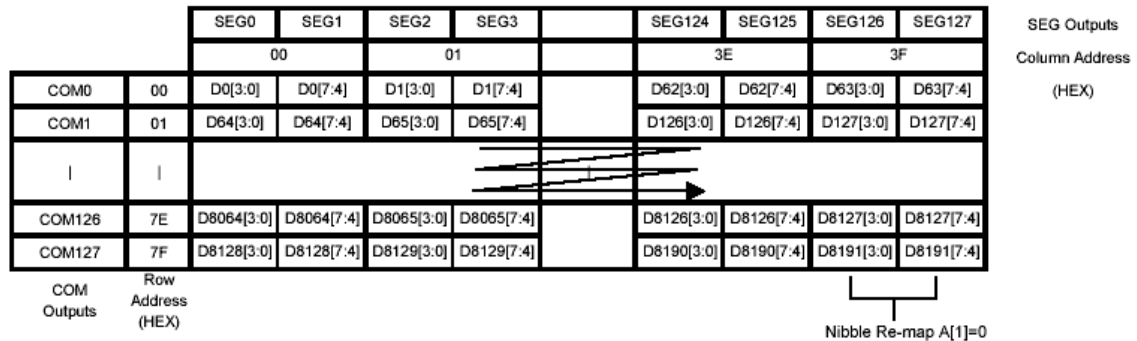 SEG0 SEG1 SEG2 SEG3 SEG124 SEG125 SEG126 SEG127 SEG Outputs
00 01 3E 3F Column Address
(HEX)
COM0 00 D0[3:0] D0[7:4] D1[3:0] D1[7:4] D62[3:0] D62[7:4] D63[3:0] D63[7:4]
COM1 01 D64[3:0] D64[7:4] D65[3:0] D65[7:4] D126[3:0] D126[7:4] D127[3:0] D127[7:4]
| | |
COM126 7E D8064[3:0] D8064[7:4] D8065[3:0] D8065[7:4] D8126[3:0] D8126[7:4] D8127[3:0] D8127[7:4]
COM127 7F D8128[3:0] D8128[7:4] D8129[3:0] D8129[7:4] D8190[3:0] D8190[7:4] D8191[3:0] D8191[7:4]
COM
Outputs
Row
Address
(HEX)
Nibble Re-map A[1]=0